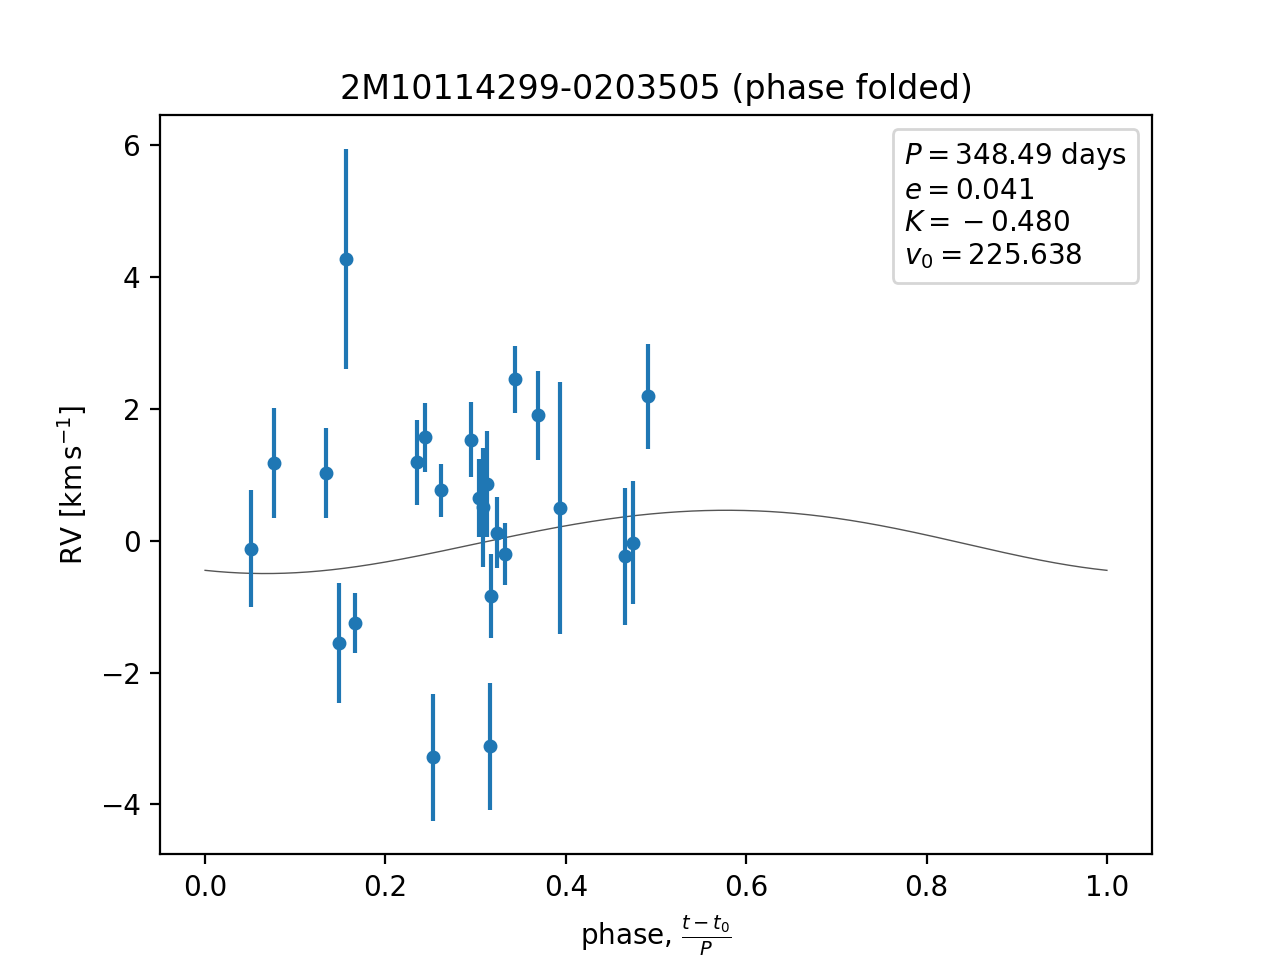 2M10114299-0203505 (phase folded)
P = 348.49 days
e = 0.041
K = −0.480
v₀ = 225.638
RV [km s⁻¹]
6
4
2
0
−2
−4
0.0 0.2 0.4 0.6 0.8 1.0
phase, (t − t₀)/P